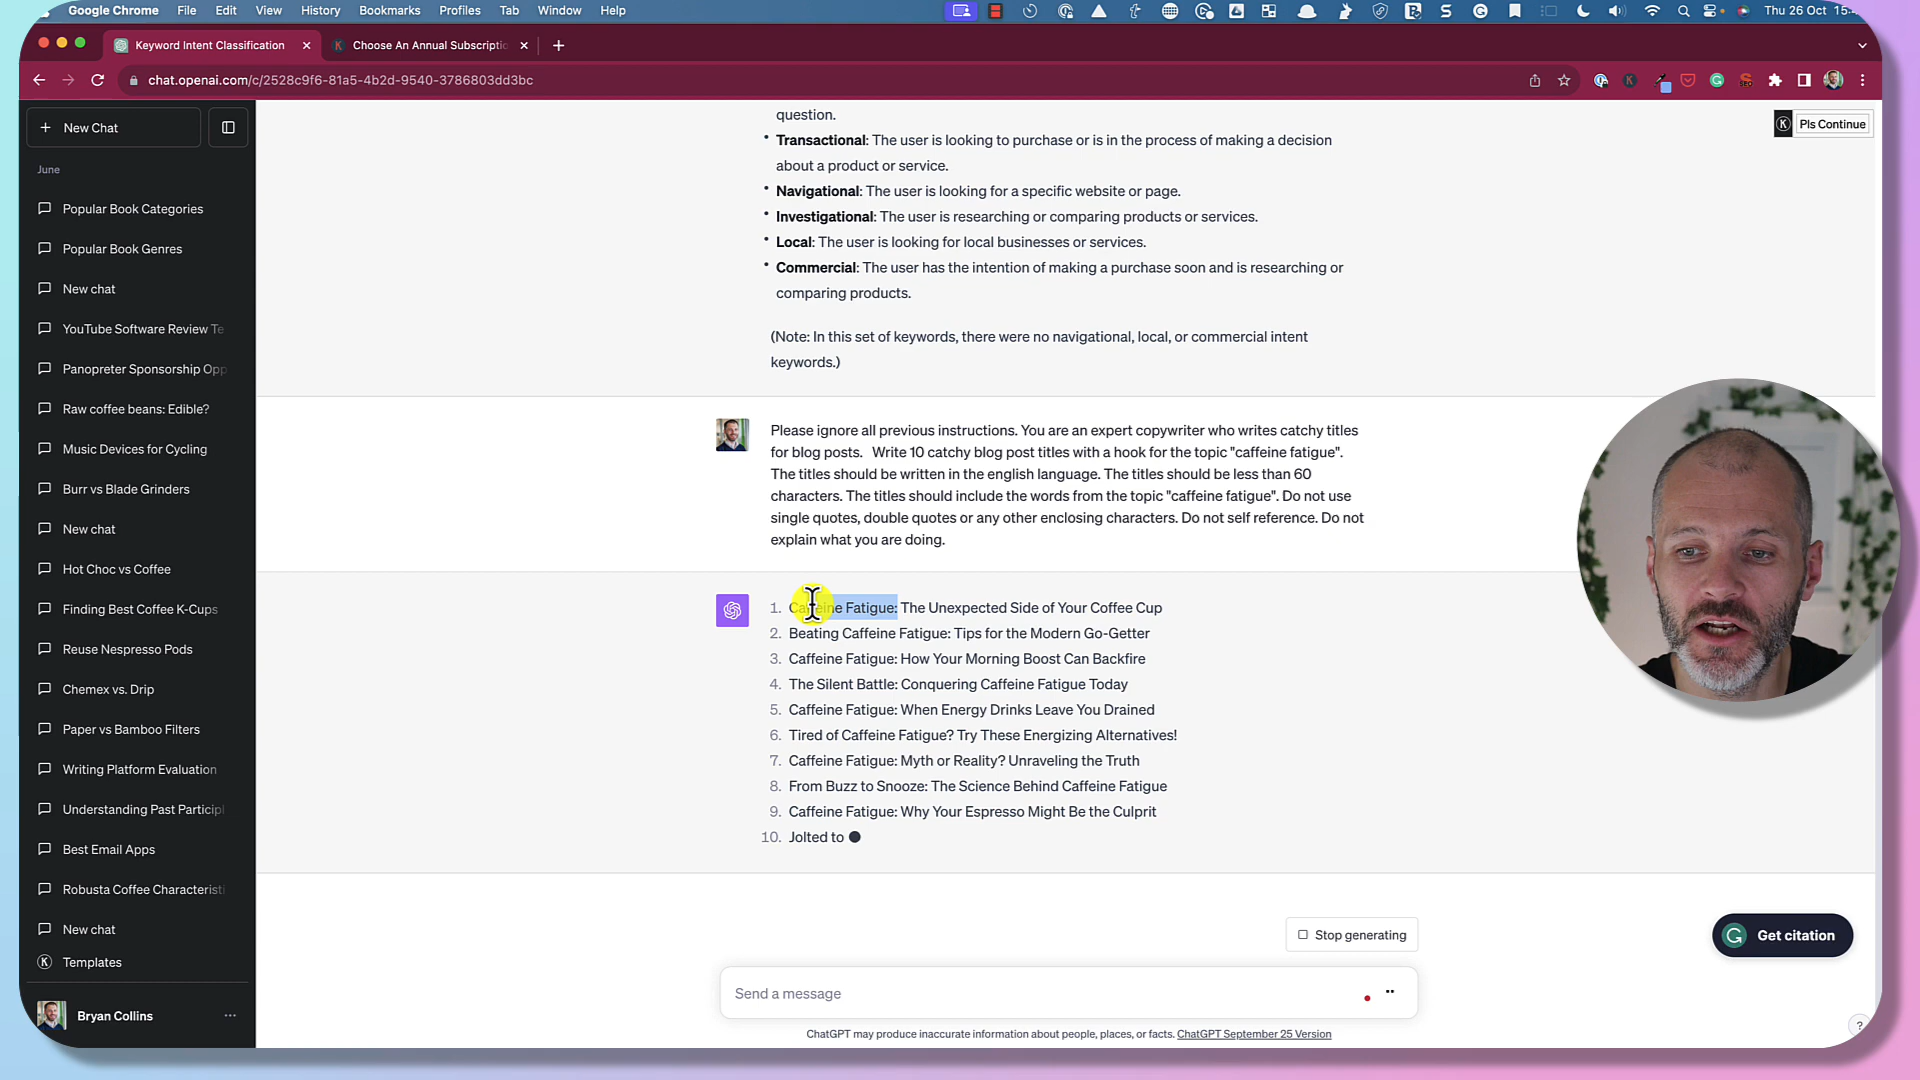 Google Chrome File Edit View History Bookmarks Profiles Tab Window Help Thu 26 Oct
Keyword Intent Classification
Choose An Annual Subscriptio
chat.openai.com/c/2528c9f6-81a5-4b2d-9540-3786803dd3bc
New Chat
June
Popular Book Categories
Popular Book Genres
New chat
YouTube Software Review Te
Panopreter Sponsorship Opp
Raw coffee beans: Edible?
Music Devices for Cycling
Burr vs Blade Grinders
New chat
Hot Choc vs Coffee
Finding Best Coffee K-Cups
Reuse Nespresso Pods
Chemex vs. Drip
Paper vs Bamboo Filters
Writing Platform Evaluation
Understanding Past Particip
Best Email Apps
Robusta Coffee Characterist
New chat
Templates
Bryan Collins
Pls Continue
question.
Transactional: The user is looking to purchase or is in the process of making a decision
about a product or service.
Navigational: The user is looking for a specific website or page.
Investigational: The user is researching or comparing products or services.
Local: The user is looking for local businesses or services.
Commercial: The user has the intention of making a purchase soon and is researching or
comparing products.
(Note: In this set of keywords, there were no navigational, local, or commercial intent
keywords.)
Please ignore all previous instructions. You are an expert copywriter who writes catchy titles
for blog posts. Write 10 catchy blog post titles with a hook for the topic "caffeine fatigue".
The titles should be written in the english language. The titles should be less than 60
characters. The titles should include the words from the topic "caffeine fatigue". Do not use
single quotes, double quotes or any other enclosing characters. Do not self reference. Do not
explain what you are doing.
1. Caffeine Fatigue: The Unexpected Side of Your Coffee Cup
2. Beating Caffeine Fatigue: Tips for the Modern Go-Getter
3. Caffeine Fatigue: How Your Morning Boost Can Backfire
4. The Silent Battle: Conquering Caffeine Fatigue Today
5. Caffeine Fatigue: When Energy Drinks Leave You Drained
6. Tired of Caffeine Fatigue? Try These Energizing Alternatives!
7. Caffeine Fatigue: Myth or Reality? Unraveling the Truth
8. From Buzz to Snooze: The Science Behind Caffeine Fatigue
9. Caffeine Fatigue: Why Your Espresso Might Be the Culprit
10. Jolted to
Stop generating
Get citation
Send a message
ChatGPT may produce inaccurate information about people, places, or facts. ChatGPT September 25 Version
?